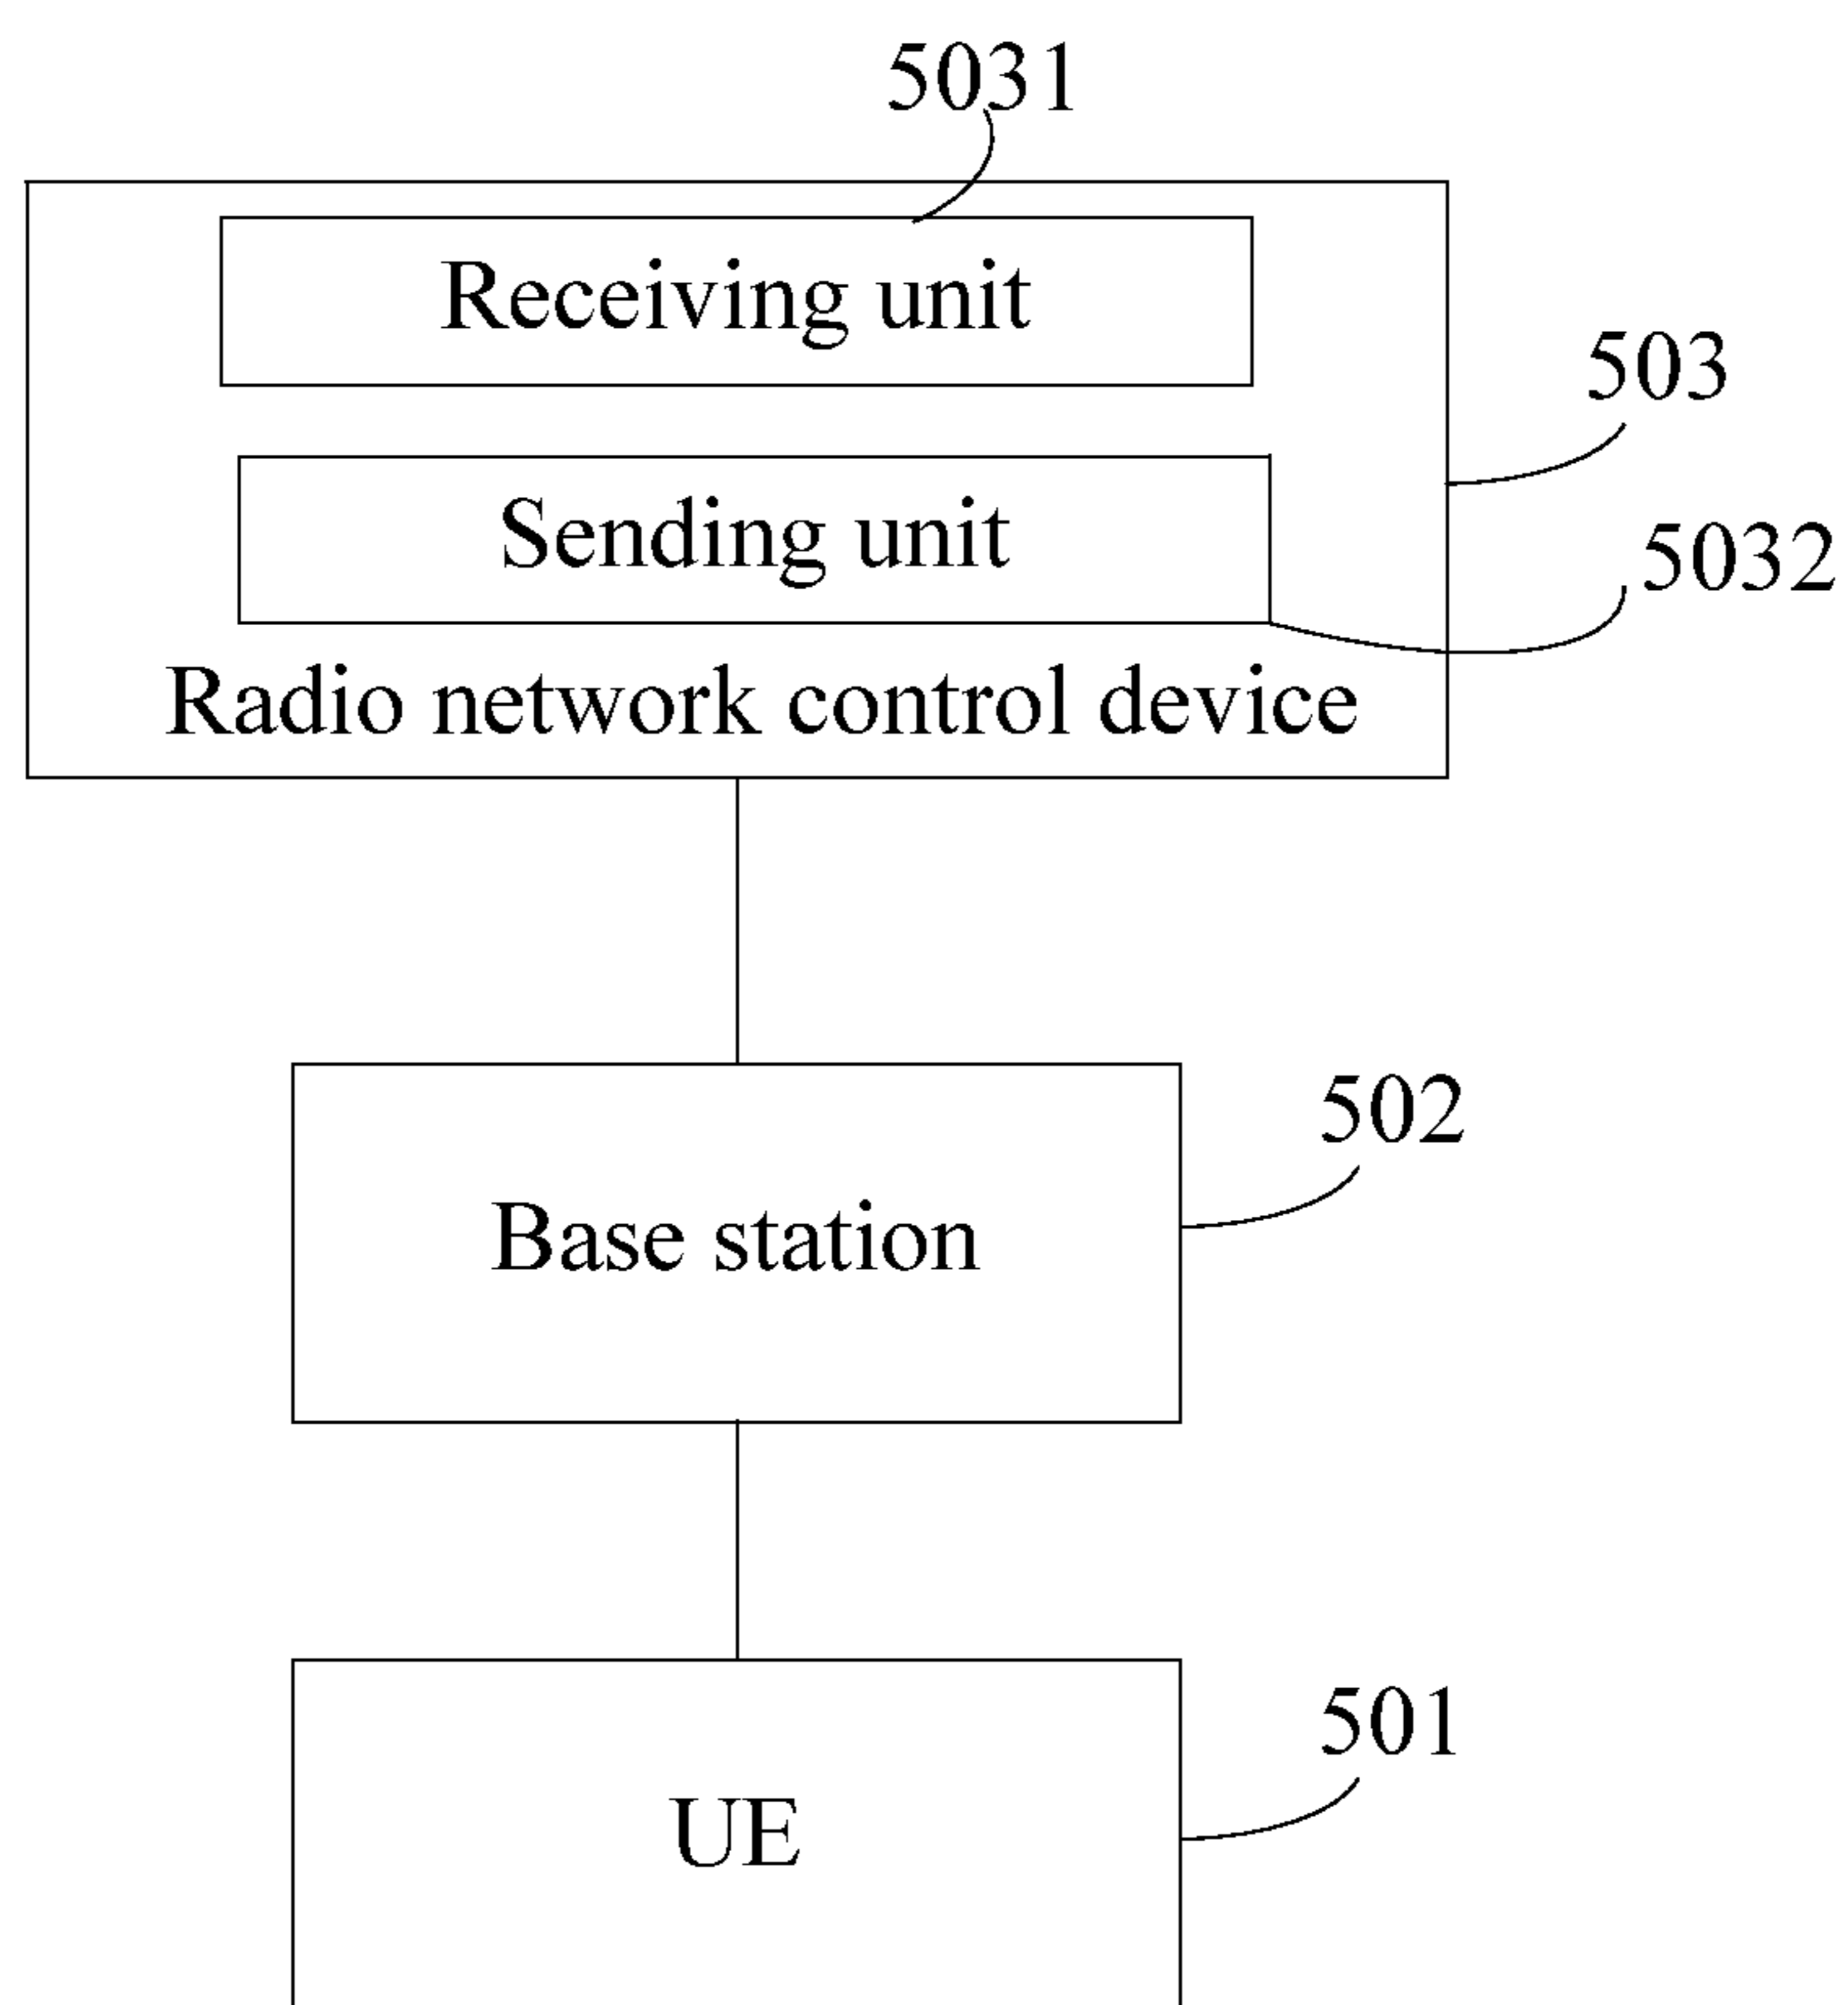 5031
Receiving unit
503
Sending unit
5032
Radio network control device
502
Base station
501
UE